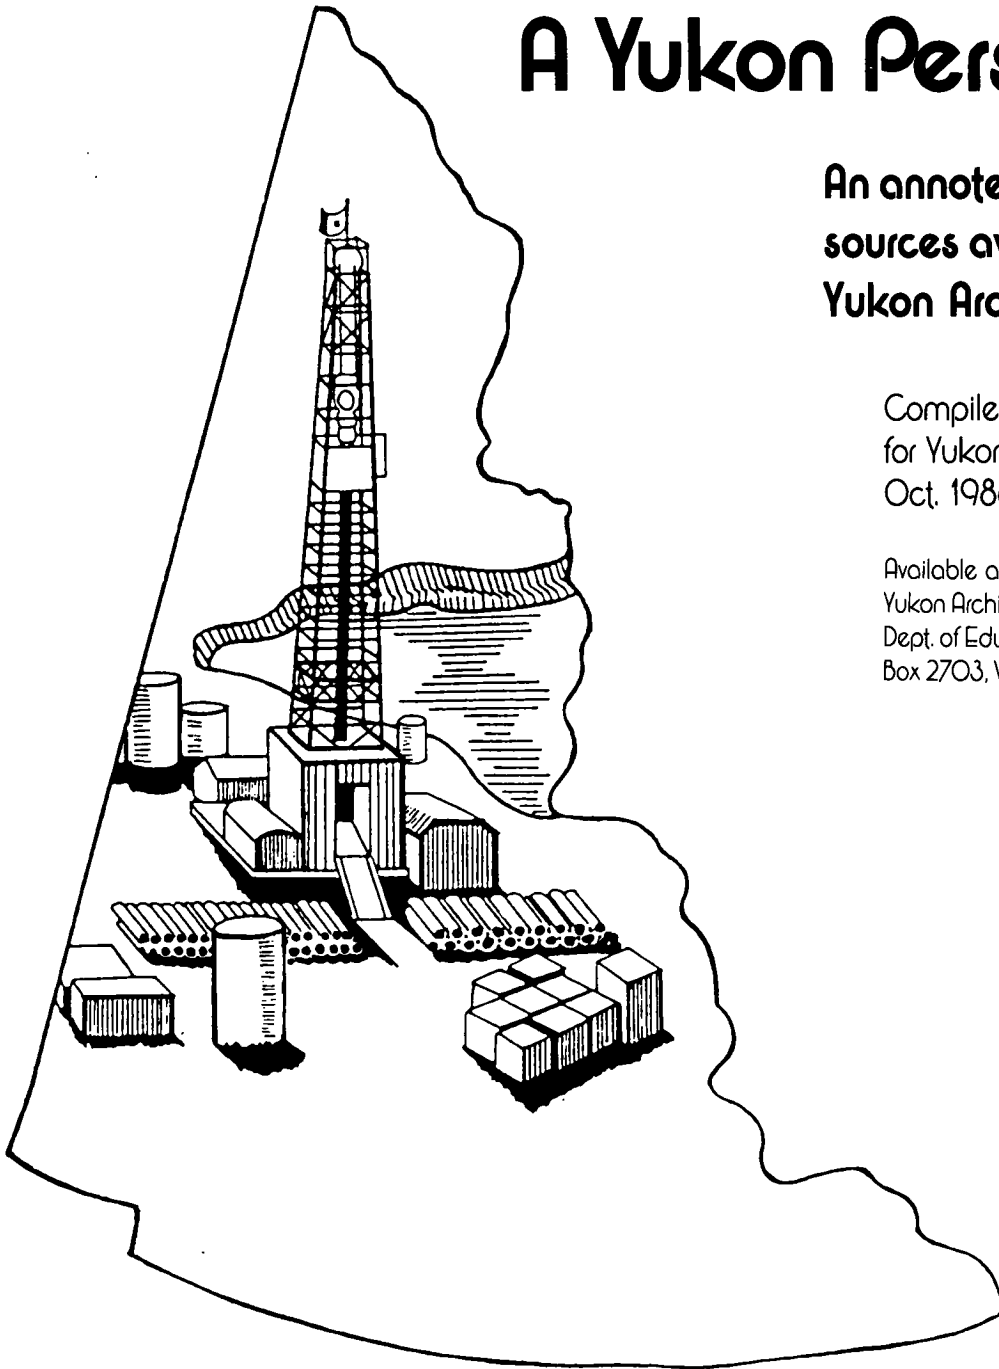 A Yukon Pers
An annote
sources av
Yukon Arc
Compile
for Yukon
Oct. 198
Available a
Yukon Archi
Dept. of Edu
Box 2703,